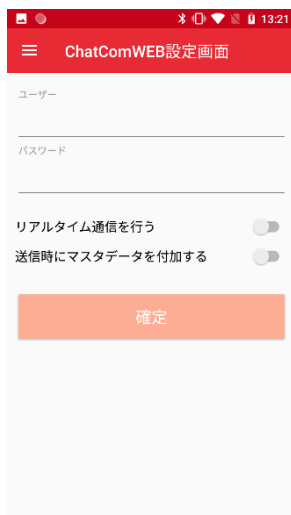 13:21
ChatComWEB設定画面
ユーザー
パスワード
リアルタイム通信を行う
送信時にマスタデータを付加する
確定